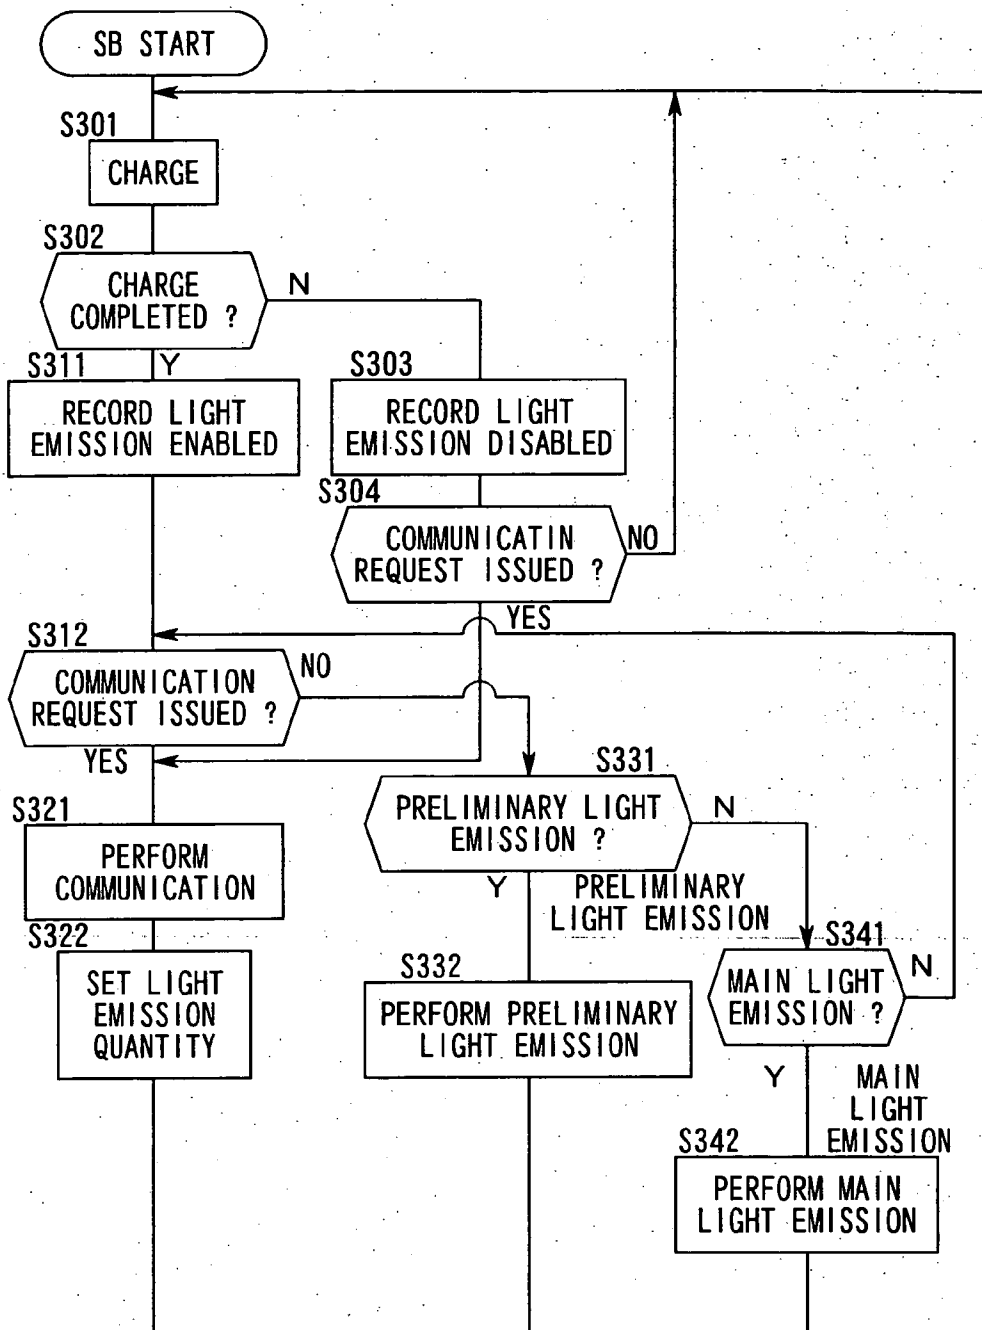 SB START
S301
CHARGE
S302
CHARGE
COMPLETED ?
N
Y
S311
RECORD LIGHT
EMISSION ENABLED
S303
RECORD LIGHT
EMISSION DISABLED
S304
COMMUNICATIN
REQUEST ISSUED ?
NO
YES
S312
COMMUNICATION
REQUEST ISSUED ?
NO
YES
S321
PERFORM
COMMUNICATION
S322
SET LIGHT
EMISSION
QUANTITY
S331
PRELIMINARY LIGHT
EMISSION ?
N
Y
PRELIMINARY
LIGHT EMISSION
S332
PERFORM PRELIMINARY
LIGHT EMISSION
S341
MAIN LIGHT
EMISSION ?
N
Y
MAIN
LIGHT
EMISSION
S342
PERFORM MAIN
LIGHT EMISSION